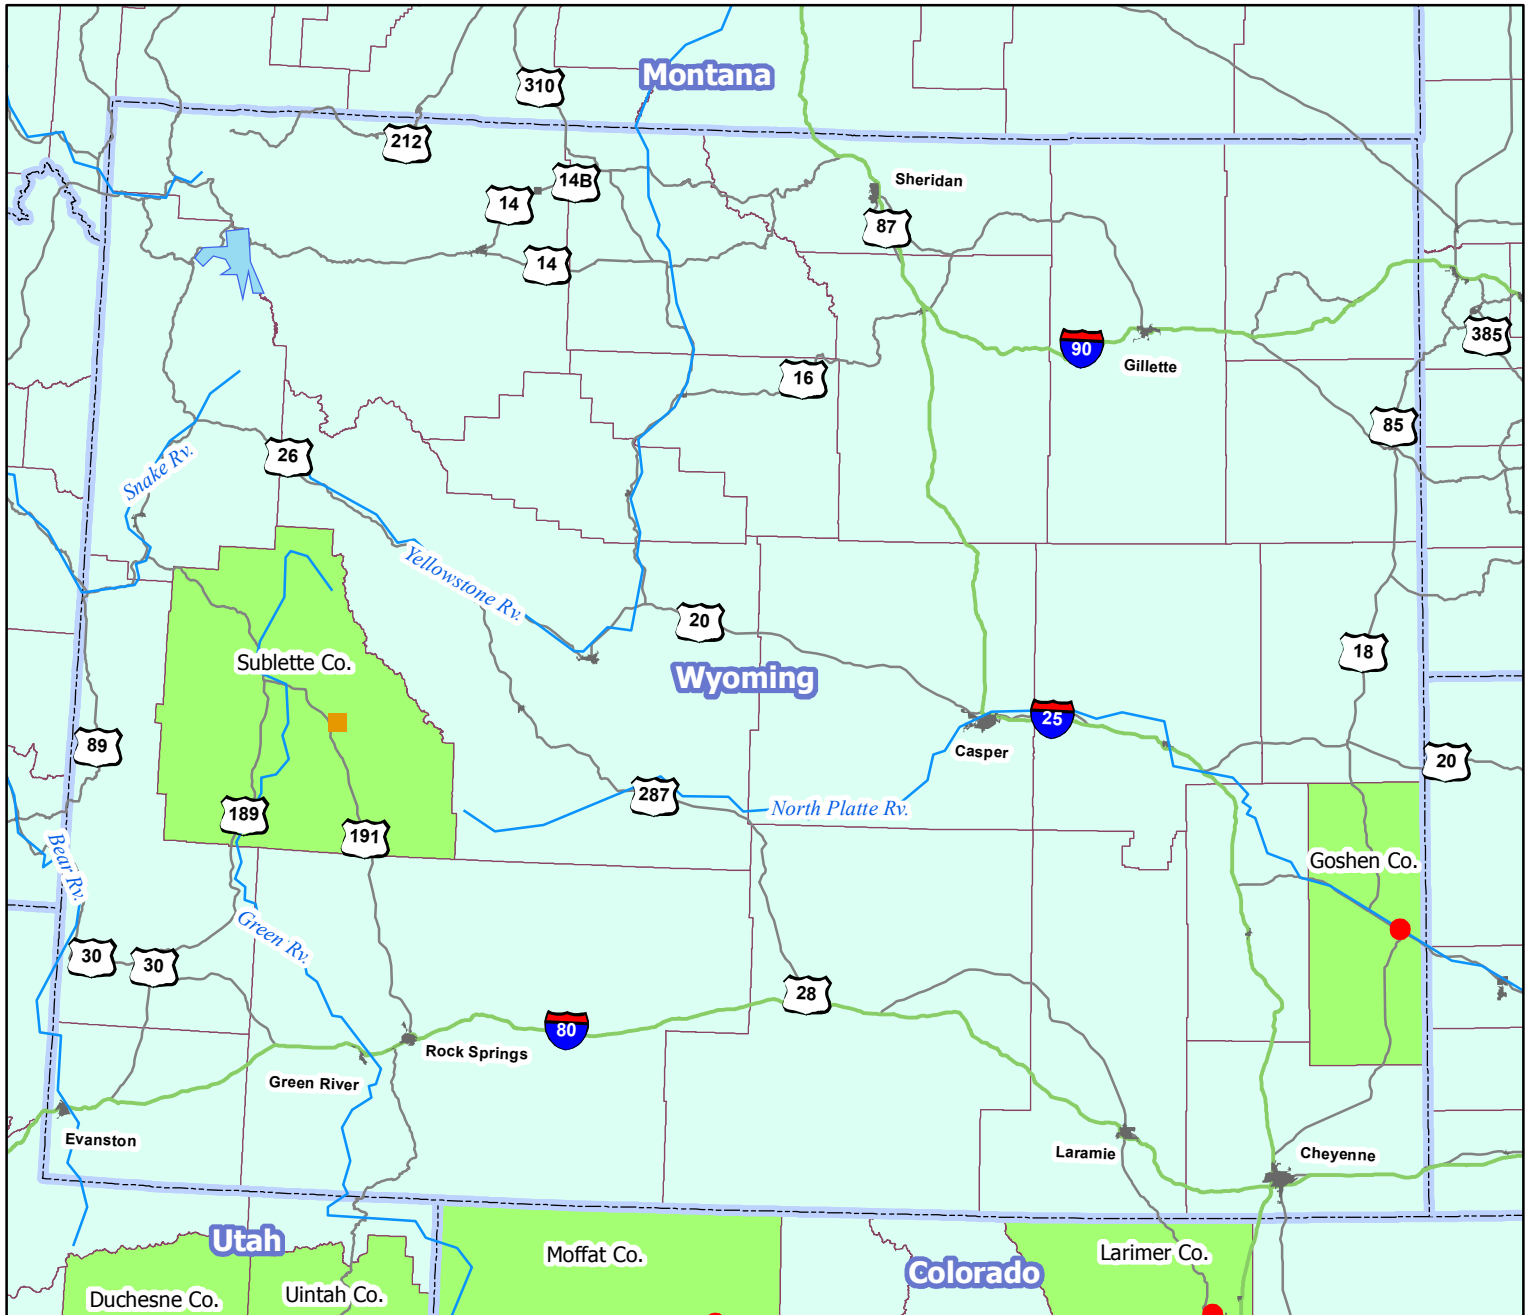 Montana
310
212
14B
14
Sheridan
87
14
90
Gillette
385
16
85
26
Snake Rv.
Yellowstone Rv.
20
18
Sublette Co.
Wyoming
25
Casper
89
20
287
North Platte Rv.
189
191
Bear Rv.
Goshen Co.
Green Rv.
30
30
28
80
Rock Springs
Green River
Evanston
Laramie
Cheyenne
Utah
Moffat Co.
Larimer Co.
Colorado
Duchesne Co.
Uintah Co.